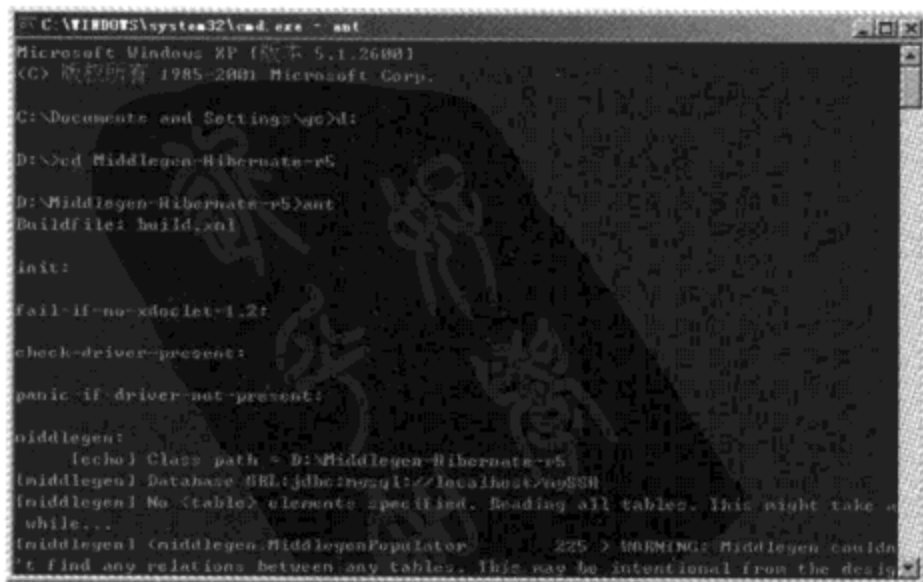 C:\WINDOWS\system32\cmd.exe - ant
Microsoft Windows XP [版本 5.1.2600]
(C) 版权所有 1985-2001 Microsoft Corp.
C:\Documents and Settings\gc>d:
D:\>cd Middlegen-Hibernate-r5
D:\Middlegen-Hibernate-r5>ant
Buildfile: build.xml
init:
fail-if-no-xdoclet-1.2:
check-driver-present:
panic-if-driver-not-present:
middlegen:
[echo] Class path = D:\Middlegen-Hibernate-r5
[middlegen] Database URL:jdbc:mysql://localhost/mySSH
[middlegen] No <table> elements specified. Reading all tables. This might take a
while...
[middlegen] (middlegen.MiddlegenPopulator 225 ) WARNING: Middlegen couldn
't find any relations between any tables. This may be intentional from the desig